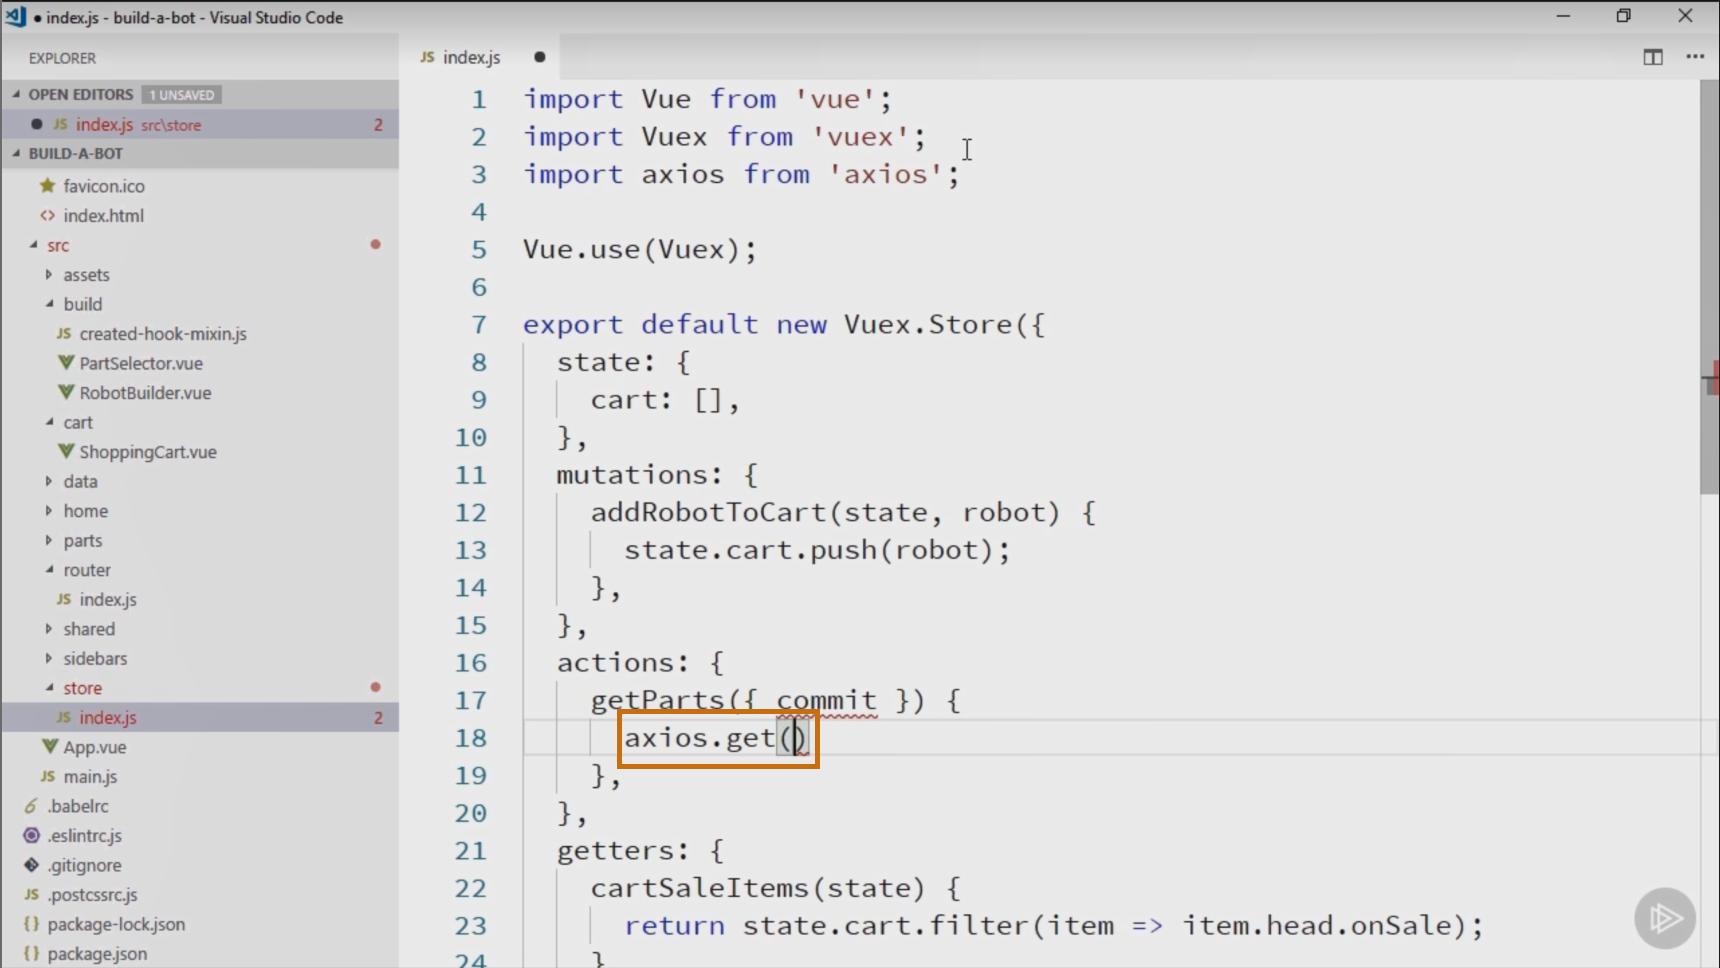 index.js - build-a-bot - Visual Studio Code
EXPLORER
OPEN EDITORS 1 UNSAVED
JS index.js src\store 2
BUILD-A-BOT
favicon.ico
<> index.html
src
assets
build
JS created-hook-mixin.js
PartSelector.vue
RobotBuilder.vue
cart
ShoppingCart.vue
data
home
parts
router
JS index.js
shared
sidebars
store
JS index.js 2
App.vue
JS main.js
.babelrc
.eslintrc.js
.gitignore
JS .postcssrc.js
{} package-lock.json
{} package.json
JS index.js
1 import Vue from 'vue';
2 import Vuex from 'vuex';
3 import axios from 'axios';
4
5 Vue.use(Vuex);
6
7 export default new Vuex.Store({
8 state: {
9 cart: [],
10 },
11 mutations: {
12 addRobotToCart(state, robot) {
13 state.cart.push(robot);
14 },
15 },
16 actions: {
17 getParts({ commit }) {
18 axios.get()
19 },
20 },
21 getters: {
22 cartSaleItems(state) {
23 return state.cart.filter(item => item.head.onSale);
24 }